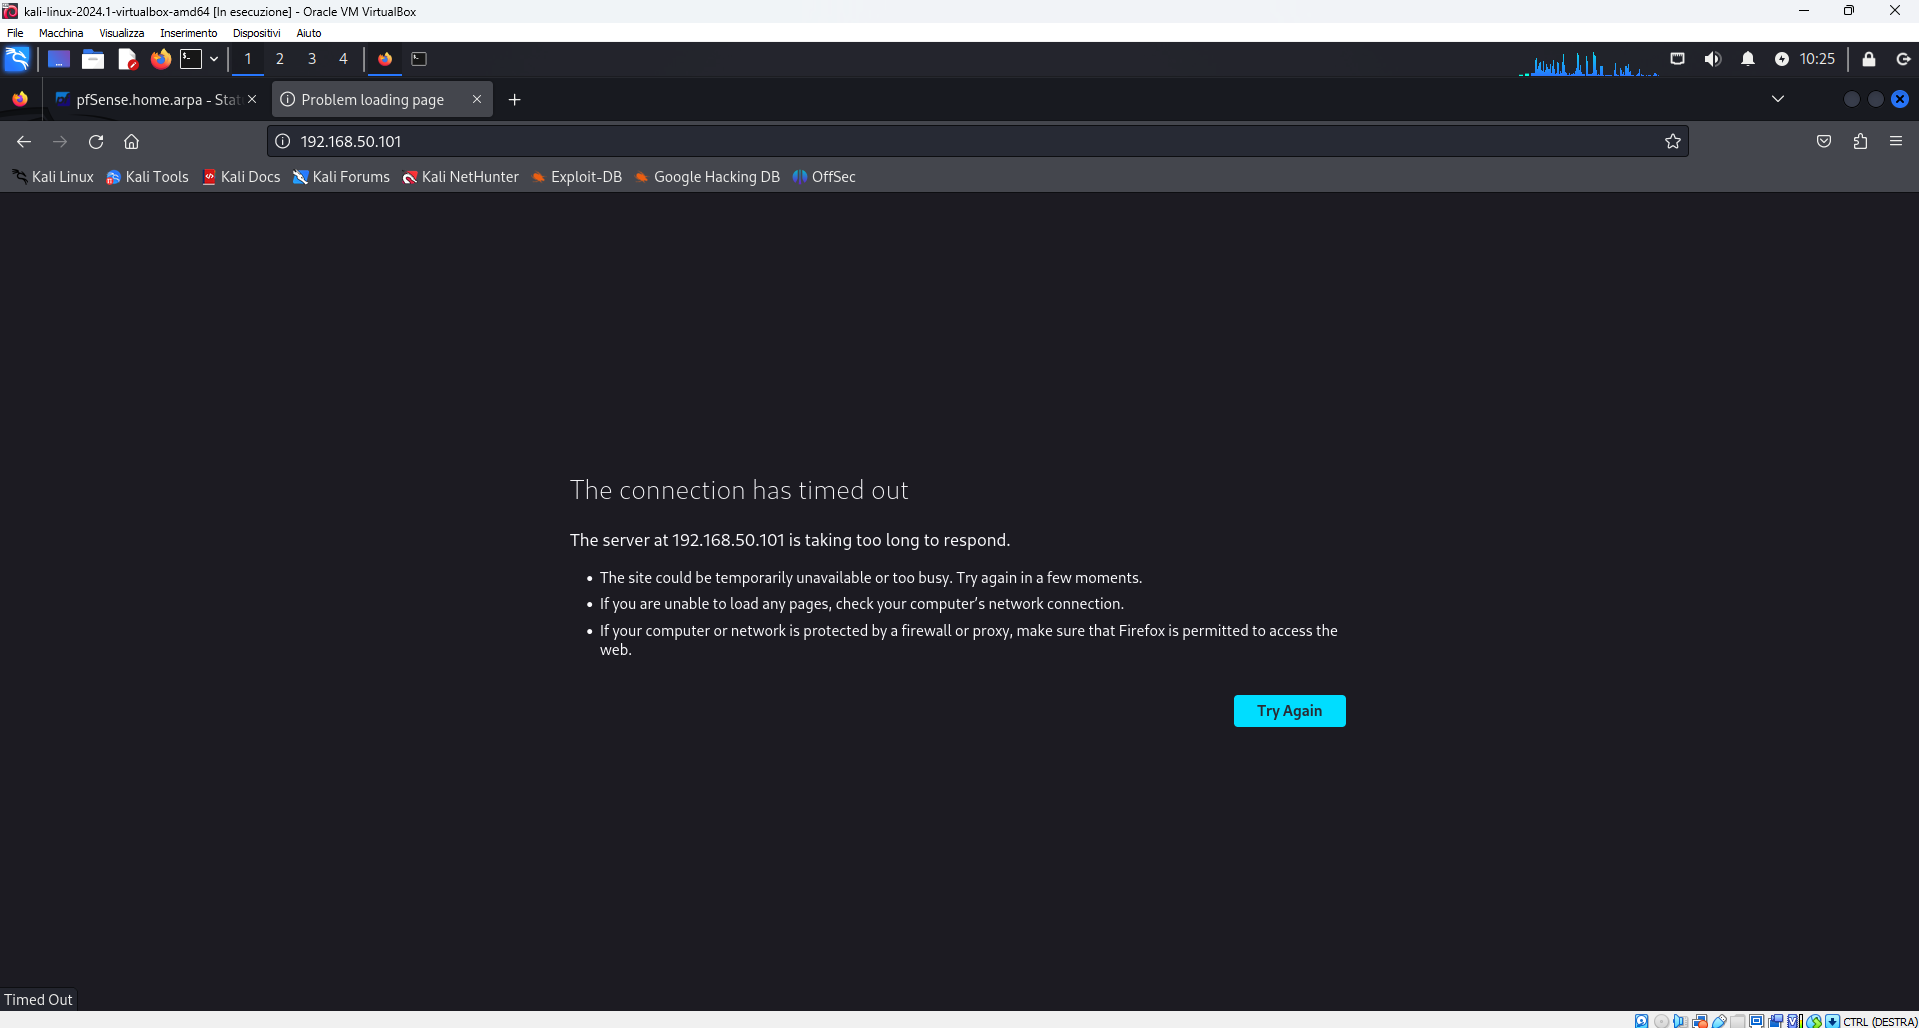 kali-linux-2024.1-virtualbox-amd64 [In esecuzione] - Oracle VM VirtualBox
File Macchina Visualizza Inserimento Dispositivi Aiuto
1 2 3 4 10:25
pfSense.home.arpa - Stat Problem loading page
192.168.50.101
Kali Linux Kali Tools Kali Docs Kali Forums Kali NetHunter Exploit-DB Google Hacking DB OffSec
The connection has timed out
The server at 192.168.50.101 is taking too long to respond.
• The site could be temporarily unavailable or too busy. Try again in a few moments.
• If you are unable to load any pages, check your computer’s network connection.
• If your computer or network is protected by a firewall or proxy, make sure that Firefox is permitted to access the
web.
Try Again
Timed Out
CTRL (DESTRA)